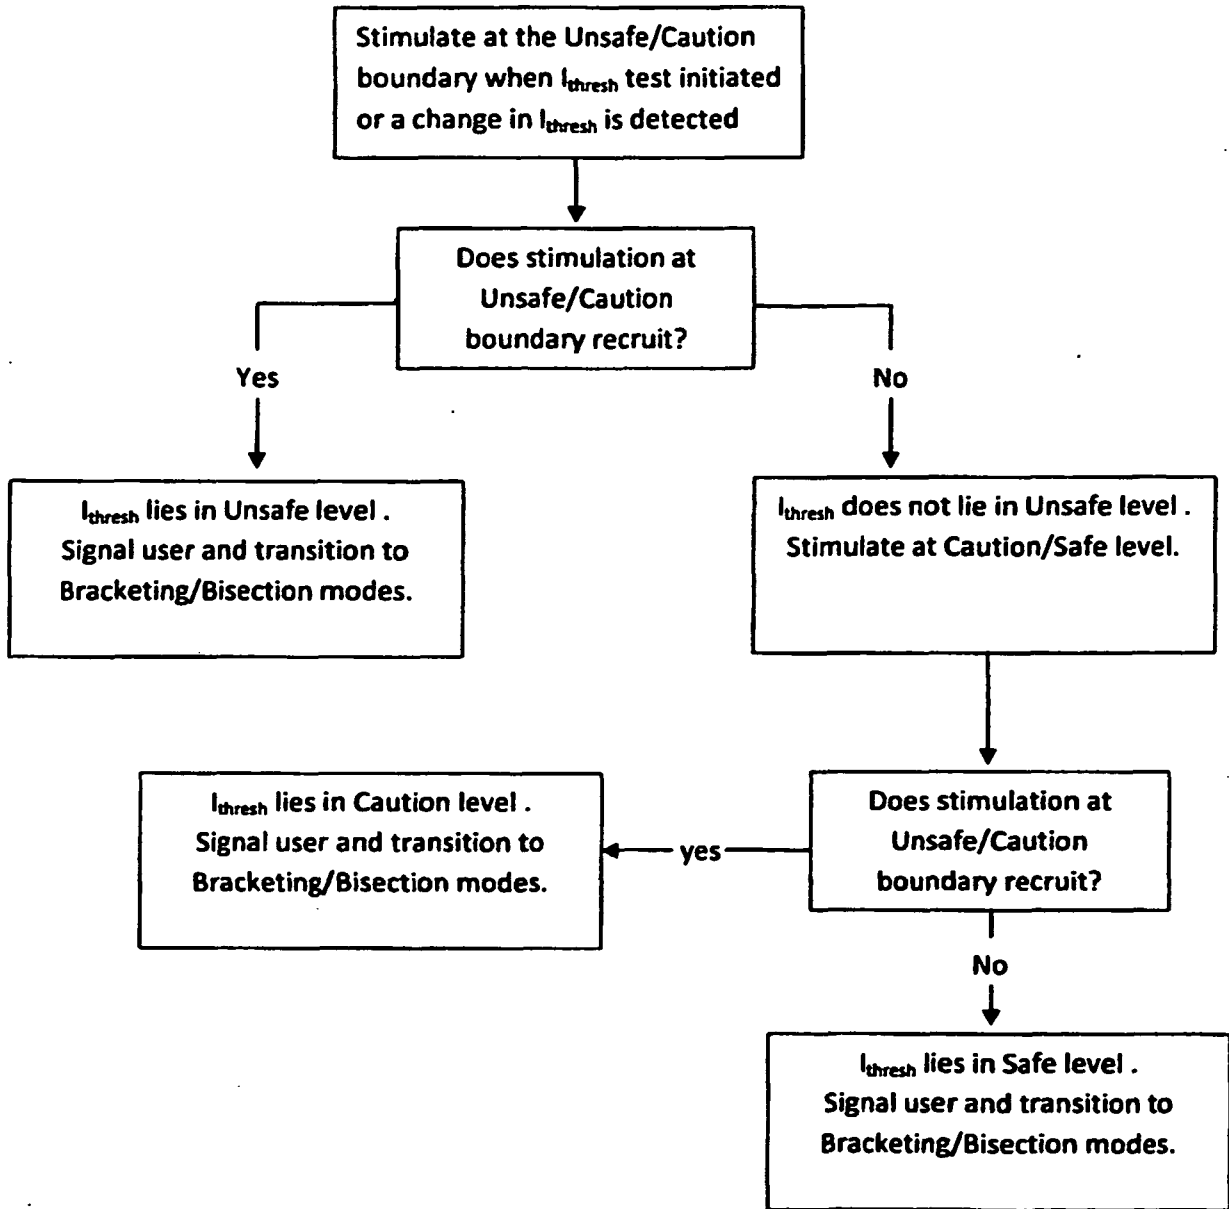 Stimulate at the Unsafe/Caution
boundary when Ithresh test initiated
or a change in Ithresh is detected
Does stimulation at
Unsafe/Caution
boundary recruit?
Yes
No
Ithresh lies in Unsafe level .
Signal user and transition to
Bracketing/Bisection modes.
Ithresh does not lie in Unsafe level .
Stimulate at Caution/Safe level.
Ithresh lies in Caution level .
Signal user and transition to
Bracketing/Bisection modes.
yes
Does stimulation at
Unsafe/Caution
boundary recruit?
No
Ithresh lies in Safe level .
Signal user and transition to
Bracketing/Bisection modes.